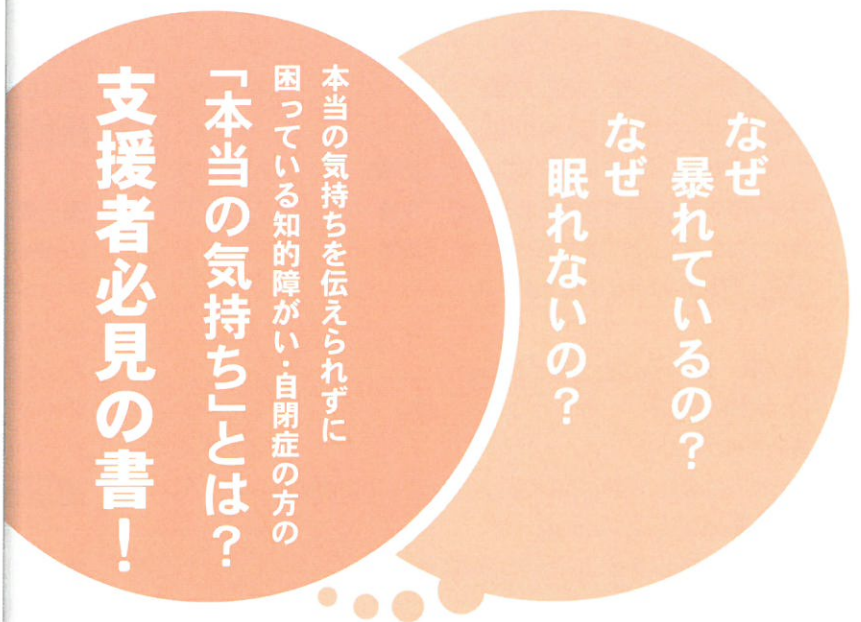 なぜ
暴れているの？
なぜ
眠れないの？
本当の気持ちを伝えられずに
困っている知的障がい・自閉症の方の
「本当の気持ち」とは？
支援者必見の書！